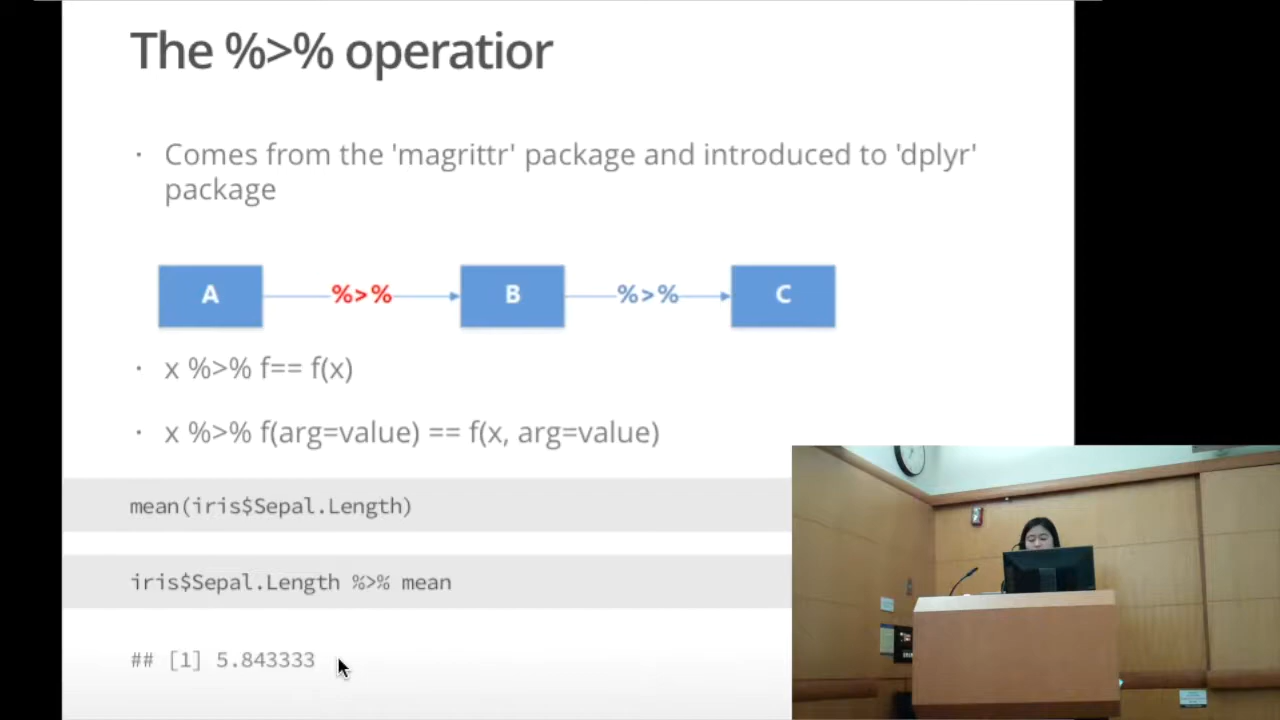 The %>% operatior
· Comes from the 'magrittr' package and introduced to 'dplyr'
package
A %>% B %>% C
· x %>% f== f(x)
· x %>% f(arg=value) == f(x, arg=value)
mean(iris$Sepal.Length)
iris$Sepal.Length %>% mean
## [1] 5.843333